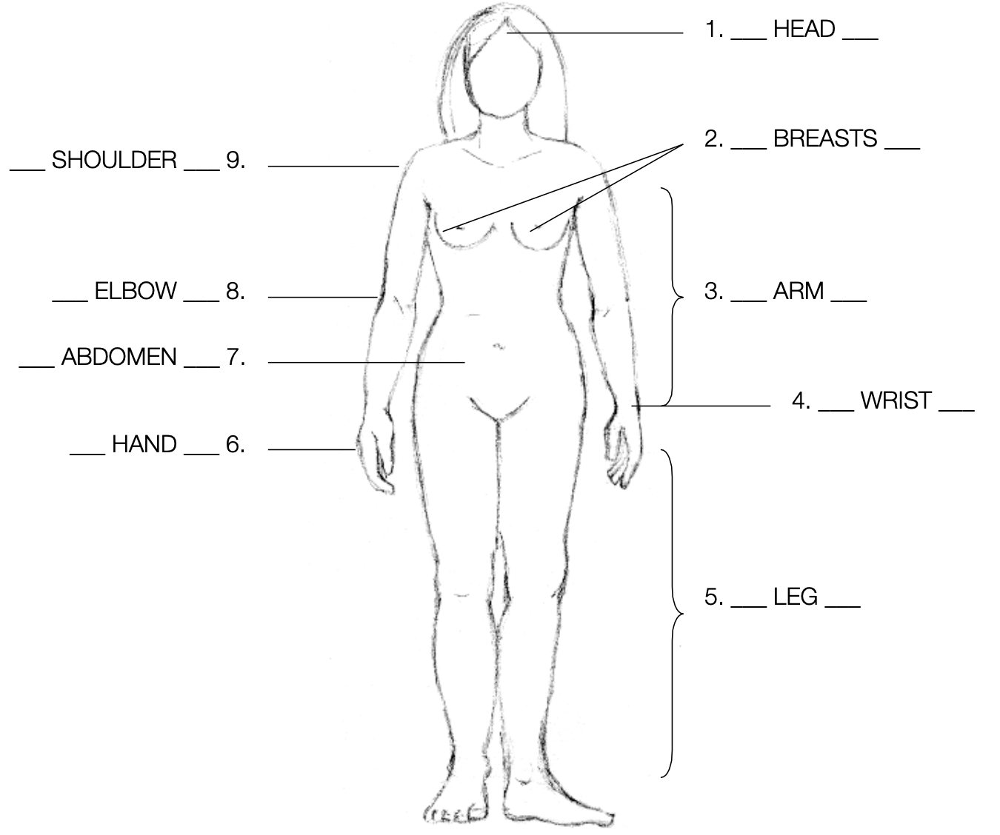 1. ___ HEAD ___
2. ___ BREASTS ___
3. ___ ARM ___
4. ___ WRIST ___
5. ___ LEG ___
___ HAND ___ 6.
___ ABDOMEN ___ 7.
___ ELBOW ___ 8.
___ SHOULDER ___ 9.